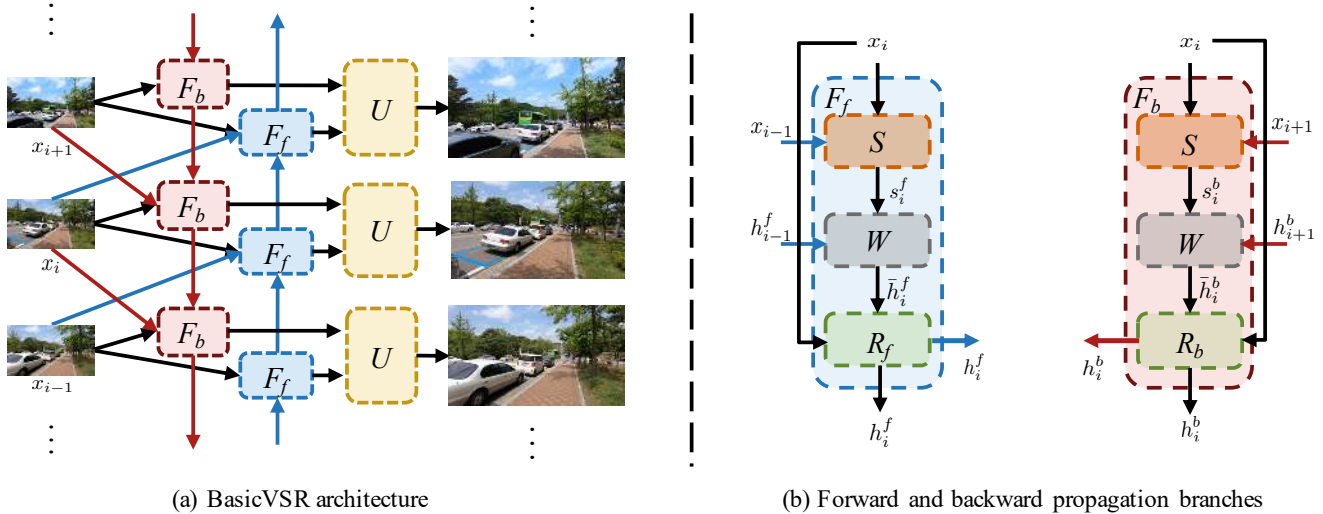 F_b
U
F_f
x_{i+1}
F_b
U
F_f
x_i
F_b
U
F_f
x_{i-1}
(a) BasicVSR architecture
x_i
F_f
x_{i-1}
S
s_i^f
h_{i-1}^f
W
\bar{h}_i^f
R_f
h_i^f
h_i^f
x_i
F_b
x_{i+1}
S
s_i^b
h_{i+1}^b
W
\bar{h}_i^b
R_b
h_i^b
h_i^b
(b) Forward and backward propagation branches